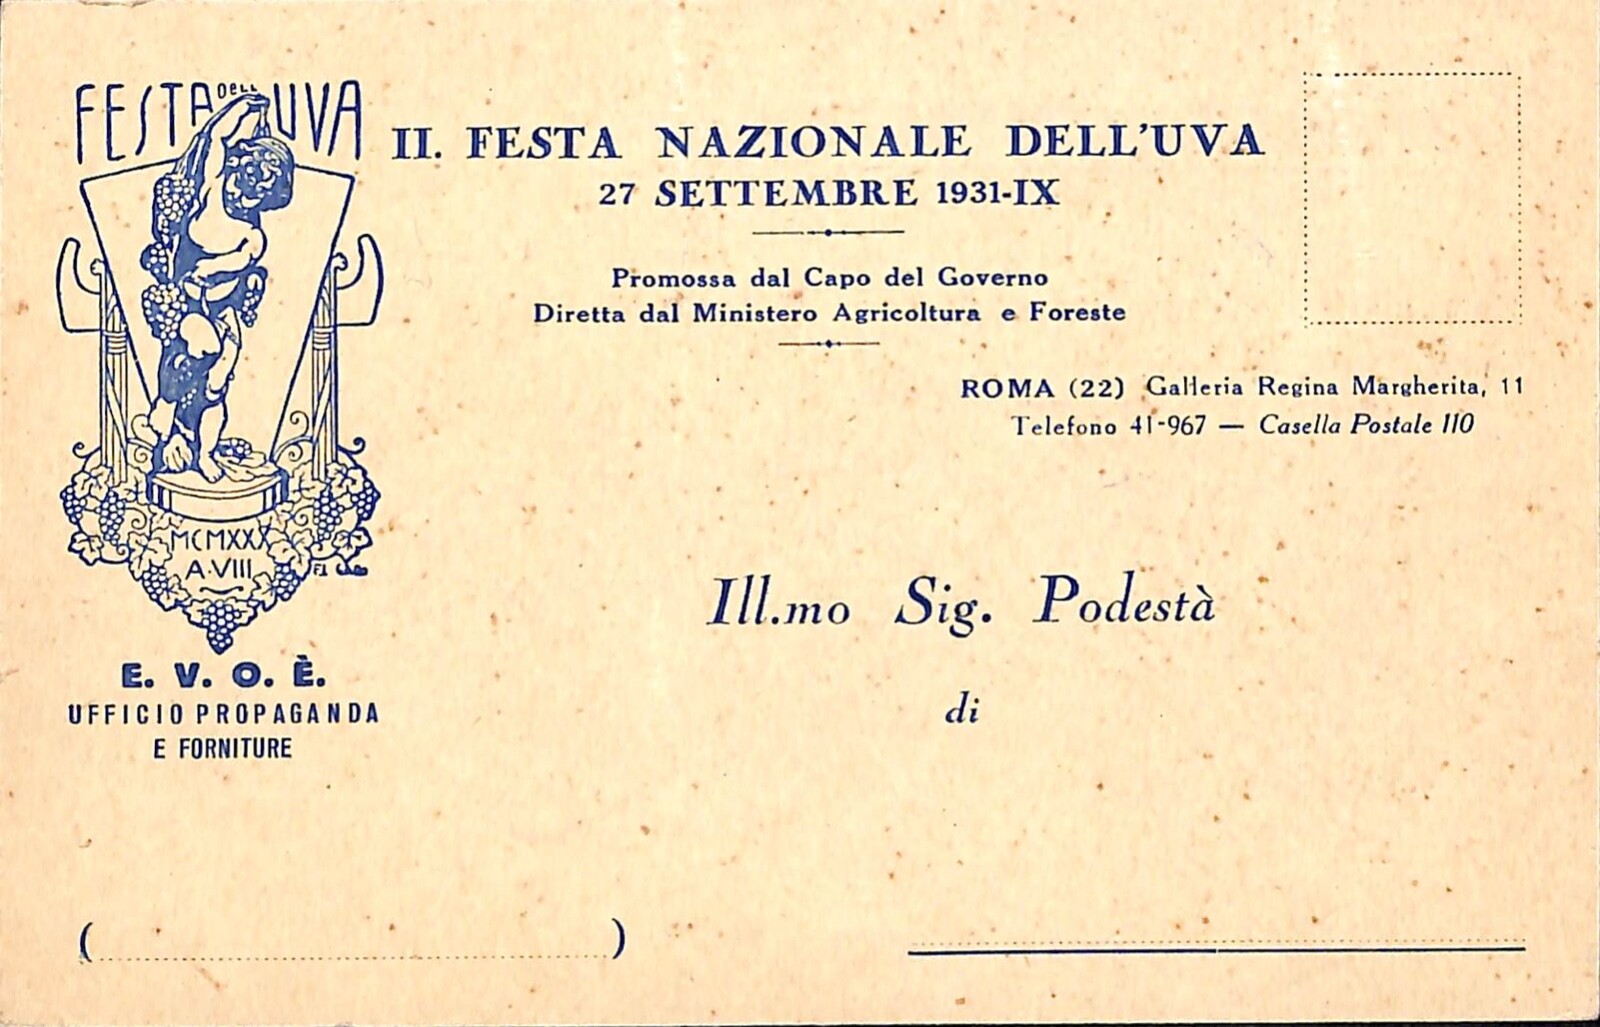 FESTA DELL UVA
MCMXXX
A·VIII
E. V. O. È.
UFFICIO PROPAGANDA
E FORNITURE
II. FESTA NAZIONALE DELL'UVA
27 SETTEMBRE 1931-IX
Promossa dal Capo del Governo
Diretta dal Ministero Agricoltura e Foreste
ROMA (22) Galleria Regina Margherita, 11
Telefono 41-967 — Casella Postale 110
Ill.mo Sig. Podestà
di
(..............................)